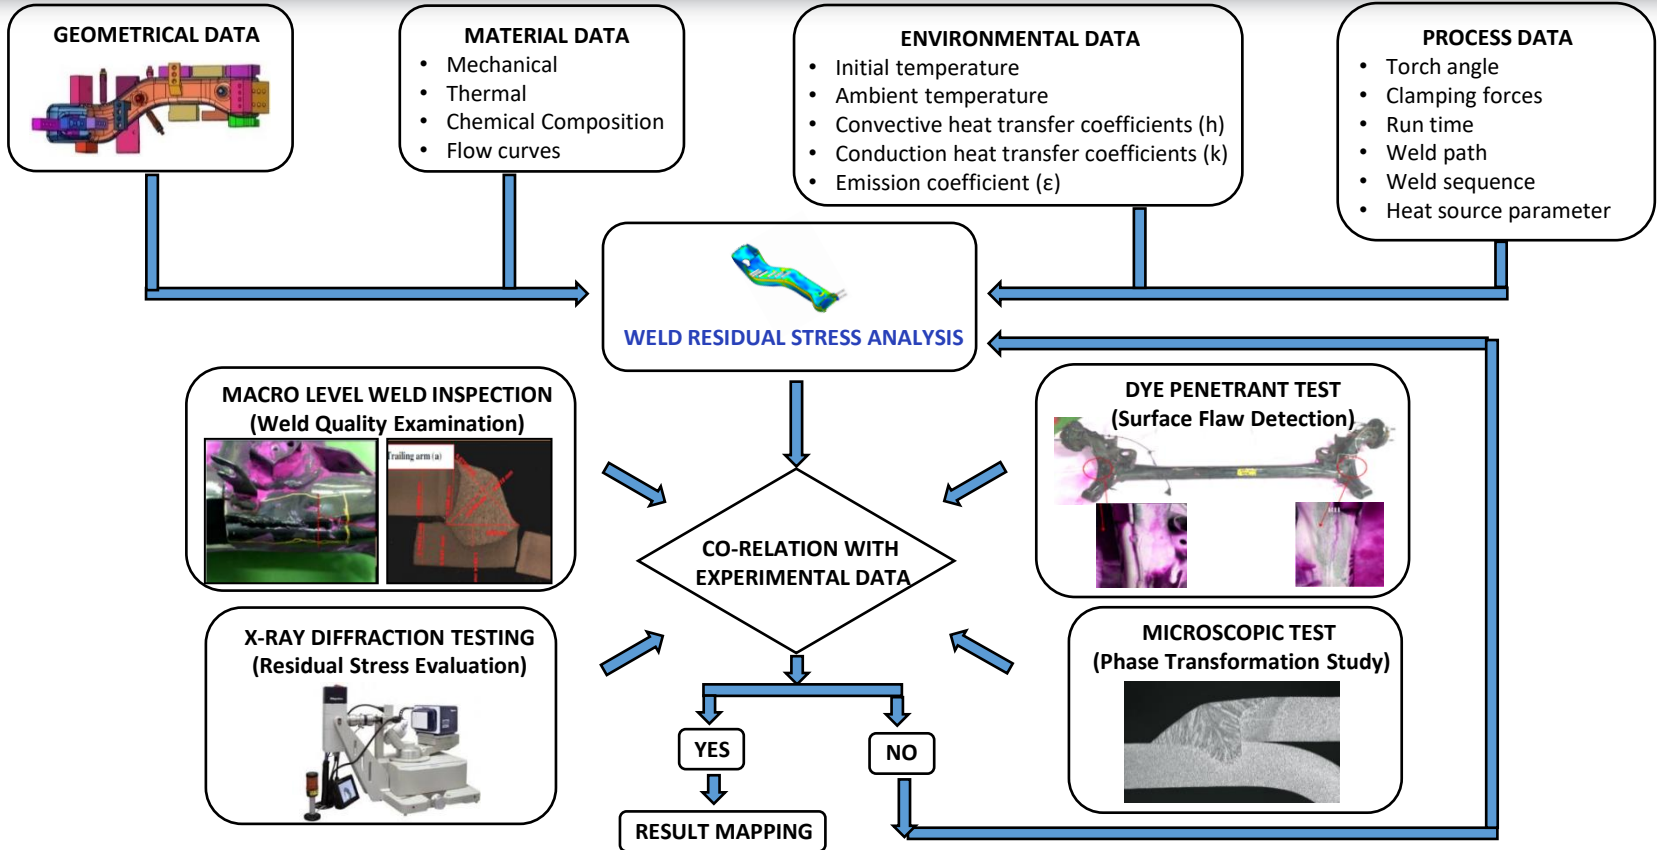 GEOMETRICAL DATA
MATERIAL DATA
• Mechanical
• Thermal
• Chemical Composition
• Flow curves
ENVIRONMENTAL DATA
• Initial temperature
• Ambient temperature
• Convective heat transfer coefficients (h)
• Conduction heat transfer coefficients (k)
• Emission coefficient (ε)
PROCESS DATA
• Torch angle
• Clamping forces
• Run time
• Weld path
• Weld sequence
• Heat source parameter
WELD RESIDUAL STRESS ANALYSIS
MACRO LEVEL WELD INSPECTION
(Weld Quality Examination)
Trailing arm (a)
DYE PENETRANT TEST
(Surface Flaw Detection)
CO-RELATION WITH
EXPERIMENTAL DATA
X-RAY DIFFRACTION TESTING
(Residual Stress Evaluation)
MICROSCOPIC TEST
(Phase Transformation Study)
YES
NO
RESULT MAPPING